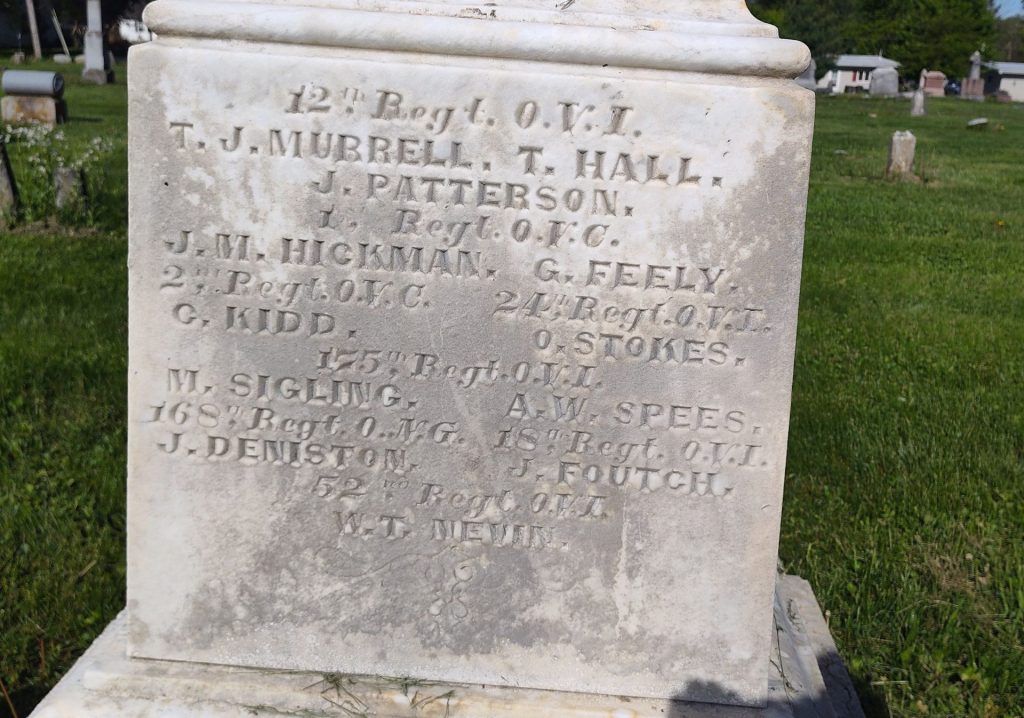 12TH Regt. O.V.I.
T. J. MURRELL. T. HALL.
J. PATTERSON.
1. Regt. O.V.C.
J. M. HICKMAN. G. FEELY.
2ND Regt. O.V.C. 24TH Regt. O.V.I.
G. KIDD. O. STOKES.
175TH Regt. O.V.I.
M. SIGLING. A. W. SPEES.
168TH Regt. O.N.G. 18TH Regt. O.V.I.
J. DENISTON. J. FOUTCH.
52ND Regt. O.V.I.
W. T. NEVIN.